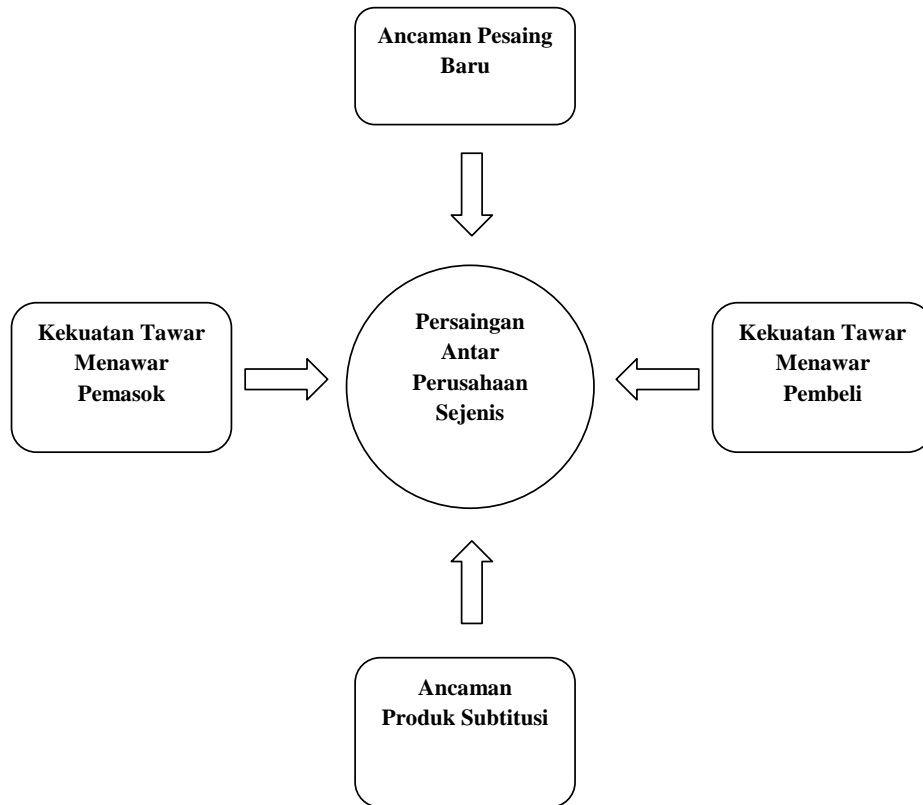 Ancaman Pesaing
Baru
Kekuatan Tawar
Menawar
Pemasok
Persaingan
Antar
Perusahaan
Sejenis
Kekuatan Tawar
Menawar
Pembeli
Ancaman
Produk Subtitusi